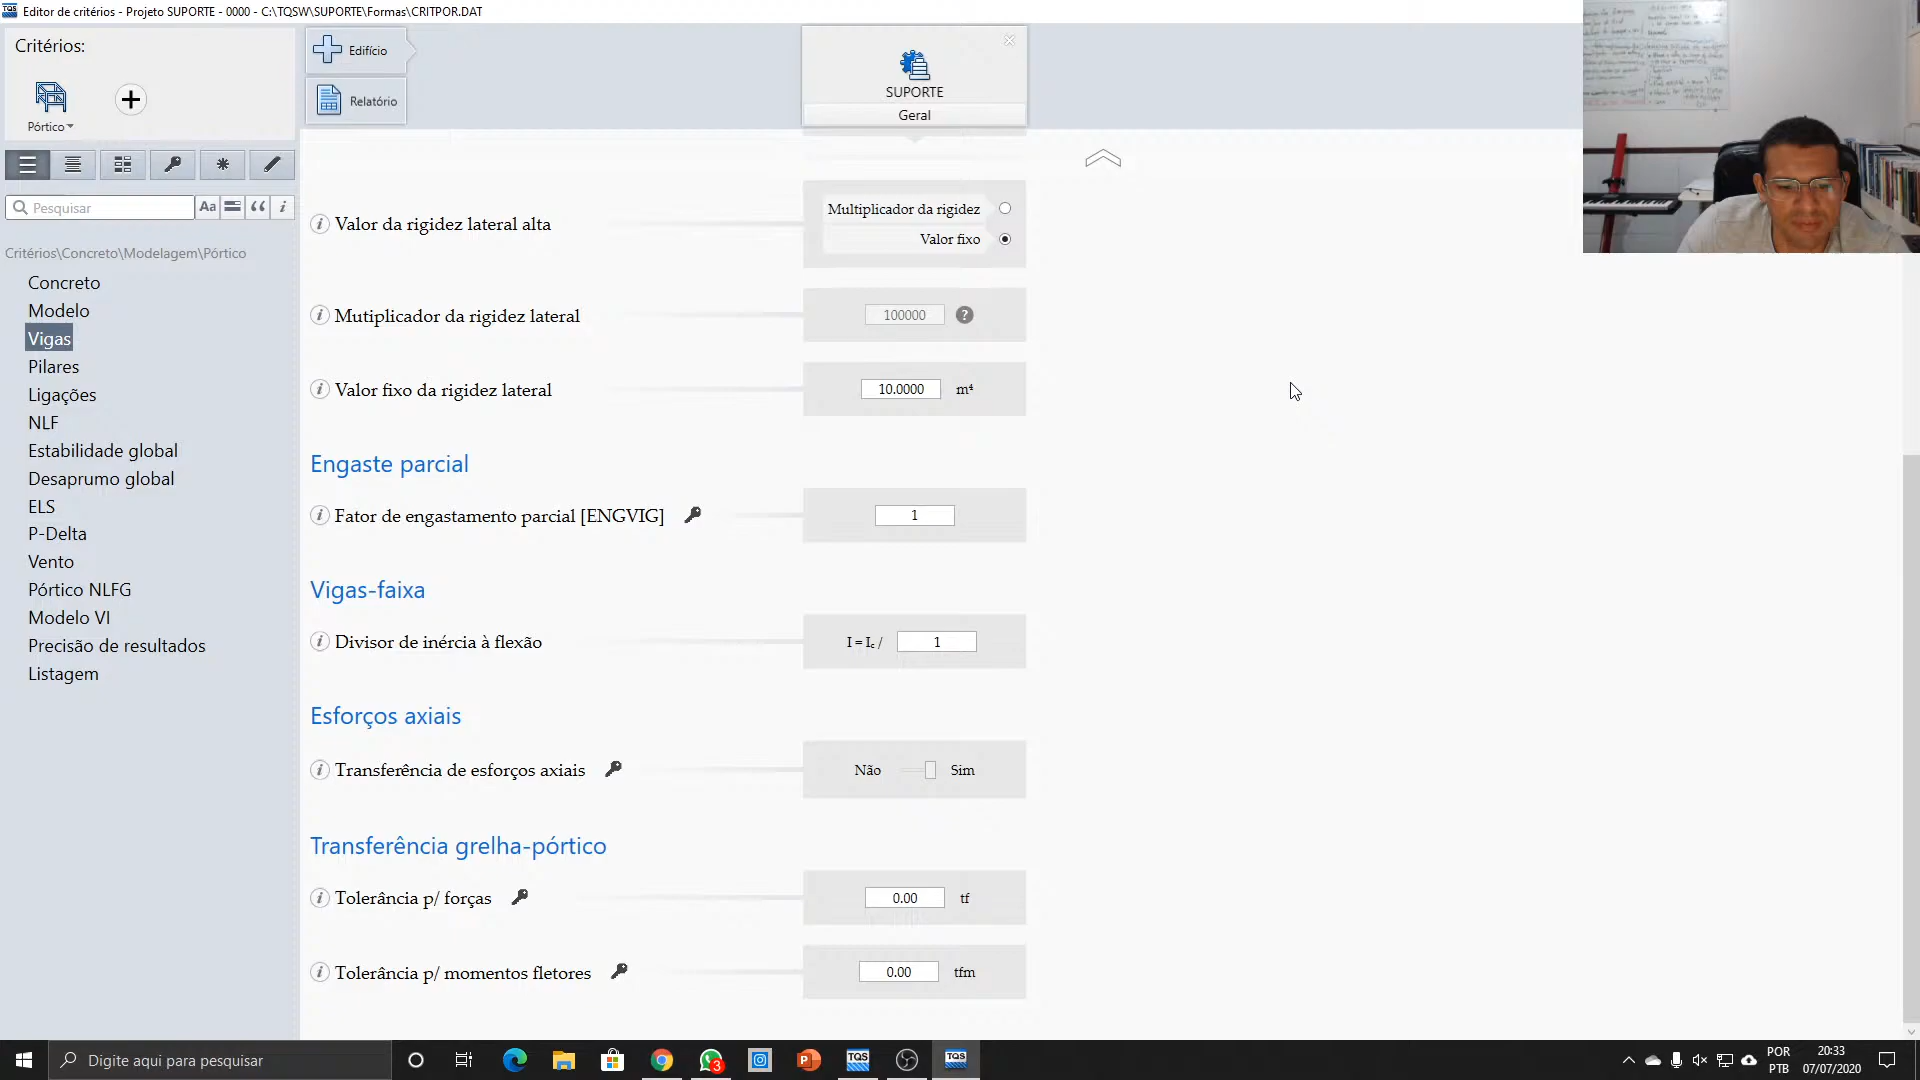 Editor de critérios - Projeto SUPORTE - 0000 - C:\TQSW\SUPORTE\Formas\CRITPOR.DAT
Critérios:
Pórtico
Edifício
Relatório
SUPORTE
Geral
Pesquisar
Aa
Critérios\Concreto\Modelagem\Pórtico
Concreto
Modelo
Vigas
Pilares
Ligações
NLF
Estabilidade global
Desaprumo global
ELS
P-Delta
Vento
Pórtico NLFG
Modelo VI
Precisão de resultados
Listagem
Valor da rigidez lateral alta
Multiplicador da rigidez
Valor fixo
Mutiplicador da rigidez lateral
100000 ?
Valor fixo da rigidez lateral
10.0000 m⁴
Engaste parcial
Fator de engastamento parcial [ENGVIG]
1
Vigas-faixa
Divisor de inércia à flexão
I = Ic / 1
Esforços axiais
Transferência de esforços axiais
Não Sim
Transferência grelha-pórtico
Tolerância p/ forças
0.00 tf
Tolerância p/ momentos fletores
0.00 tfm
Digite aqui para pesquisar
3
TQS
TQS
POR
PTB
20:33
07/07/2020